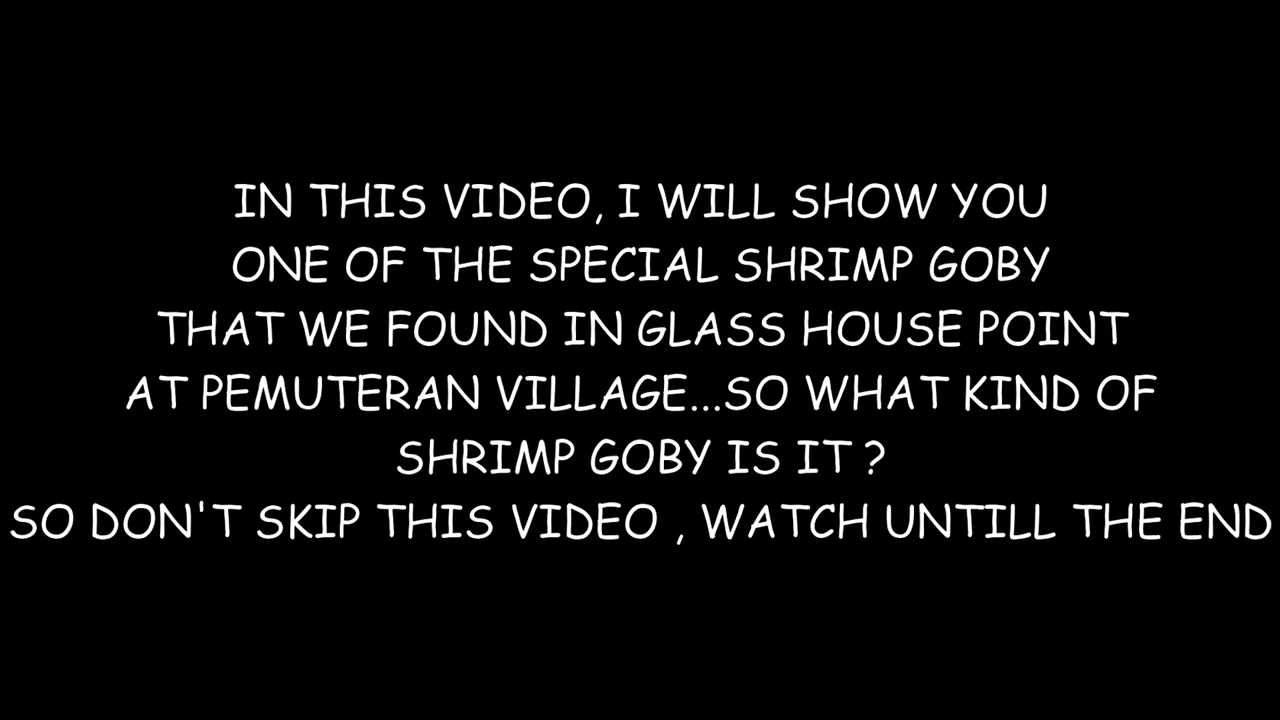 IN THIS VIDEO, I WILL SHOW YOU
ONE OF THE SPECIAL SHRIMP GOBY
THAT WE FOUND IN GLASS HOUSE POINT
AT PEMUTERAN VILLAGE...SO WHAT KIND OF
SHRIMP GOBY IS IT ?
SO DON'T SKIP THIS VIDEO , WATCH UNTILL THE END